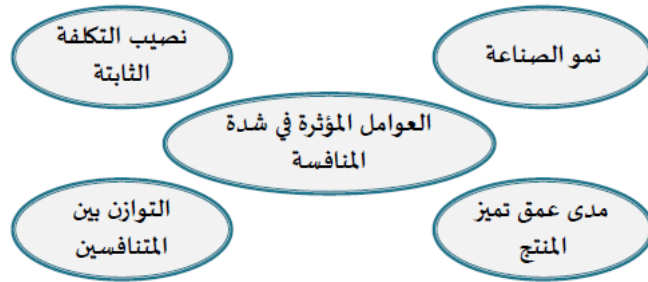 نمو الصناعة
نصيب التكلفة
الثابتة
العوامل المؤثرة في شدة
المنافسة
مدى عمق تميز
المنتج
التوازن بين
المتنافسين